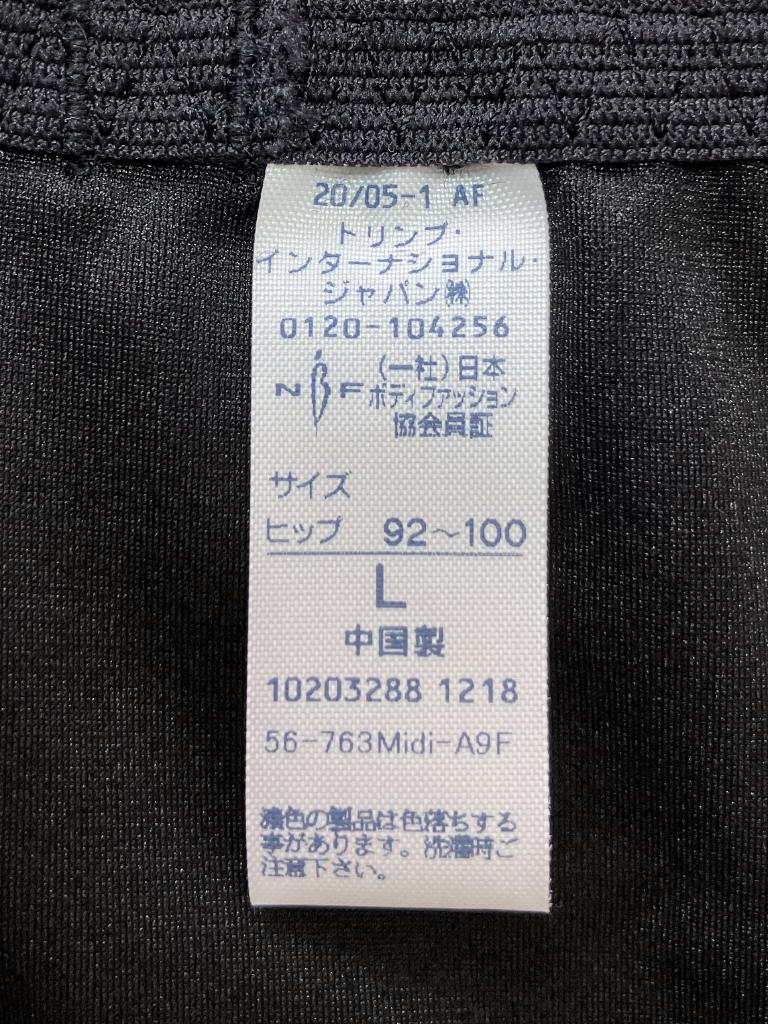 20/05-1 AF
トリンプ・
インターナショナル・
ジャパン㈱
0120-104256
NBF
(一社)日本
ボディファッション
協会員証
サイズ
ヒップ 92～100
L
中国製
10203288 1218
56-763Midi-A9F
濃色の製品は色落ちする
事があります。洗濯時ご
注意下さい。